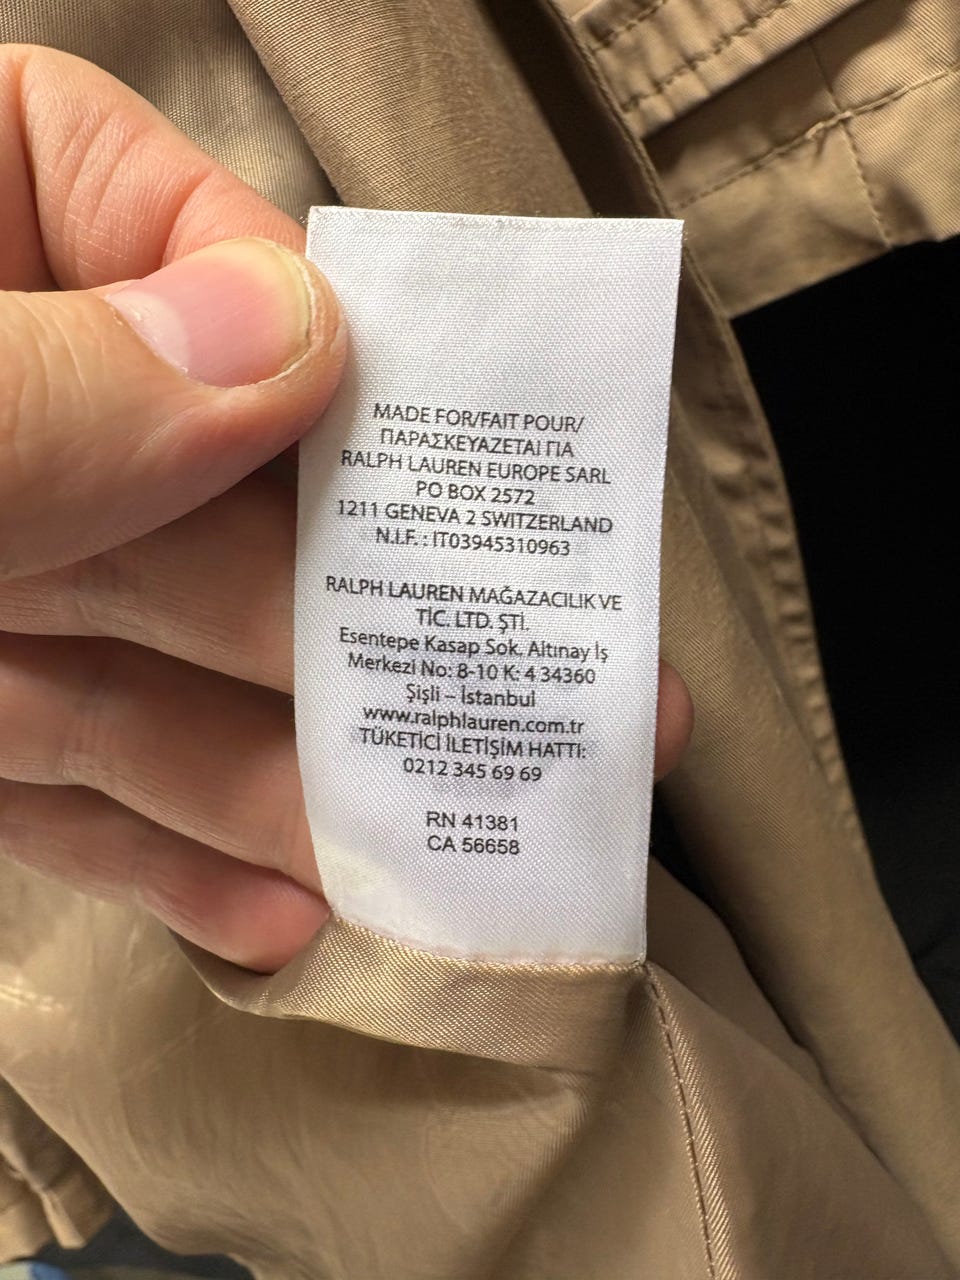 MADE FOR/FAIT POUR/
ΠΑΡΑΣΚΕΥΑΖΕΤΑΙ ΓΙΑ
RALPH LAUREN EUROPE SARL
PO BOX 2572
1211 GENEVA 2 SWITZERLAND
N.I.F. : IT03945310963
RALPH LAUREN MAĞAZACILIK VE
TİC. LTD. ŞTİ.
Esentepe Kasap Sok. Altınay İş
Merkezi No: 8-10 K: 4 34360
Şişli – İstanbul
www.ralphlauren.com.tr
TÜKETİCİ İLETİŞİM HATTI:
0212 345 69 69
RN 41381
CA 56658